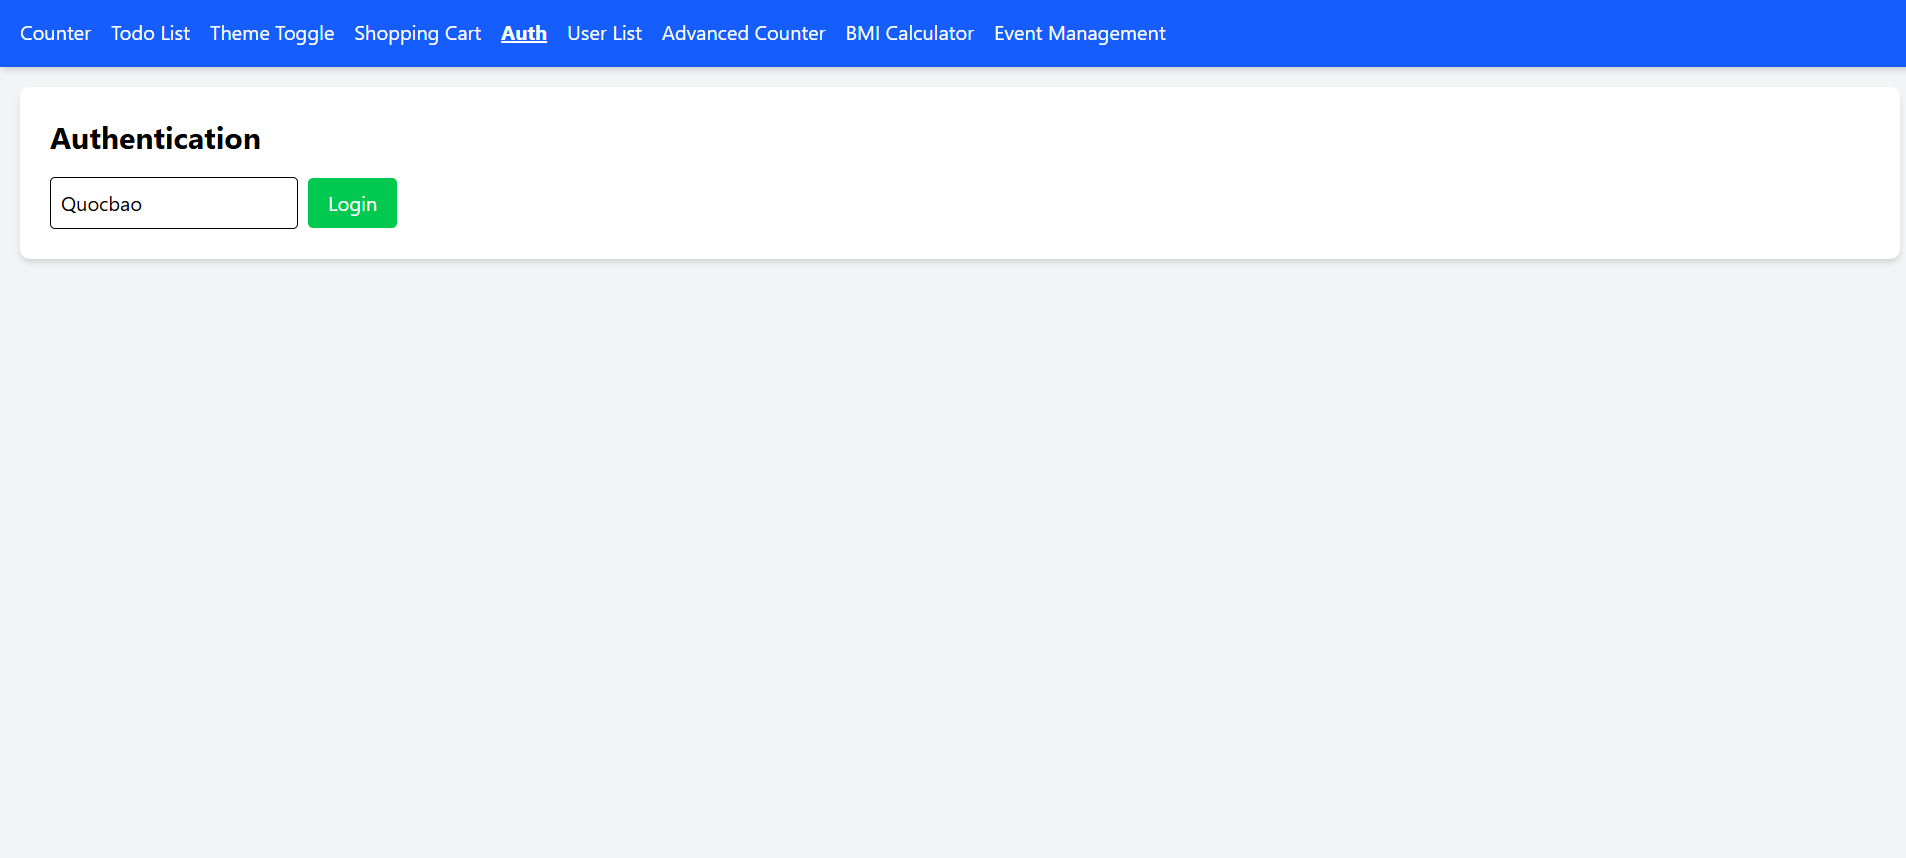 Counter Todo List Theme Toggle Shopping Cart Auth User List Advanced Counter BMI Calculator Event Management
Authentication
Quocbao Login